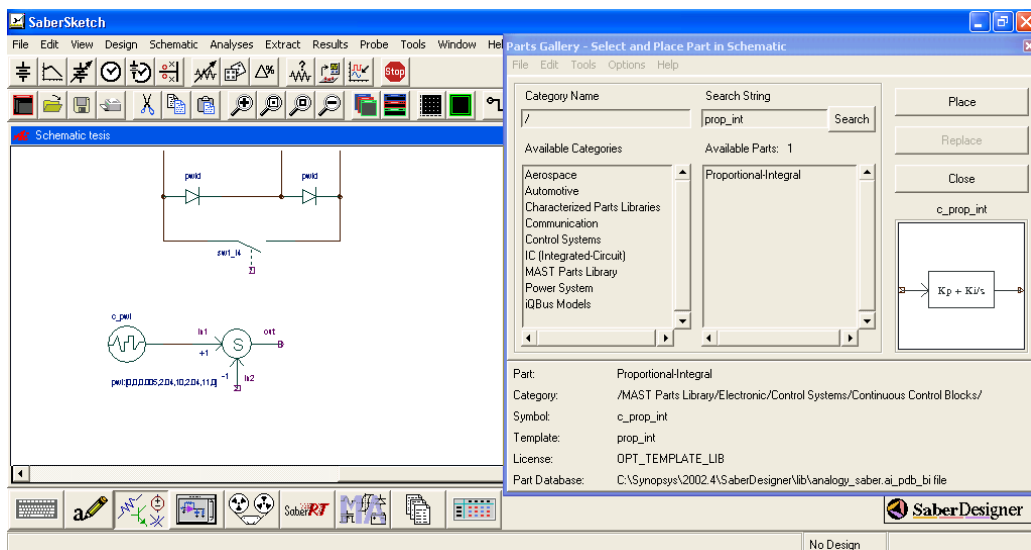 SaberSketch
File Edit View Design Schematic Analyses Extract Results Probe Tools Window Hel
Stop
Schematic tesis
pwld
pwld
sw1_l4
c_pwl
in1
out
+1
S
-1
in2
pwl:[0,0,0.005,2.04,10,2.04,11,0]
Parts Gallery - Select and Place Part in Schematic
File Edit Tools Options Help
Category Name
Search String
/
prop_int
Search
Available Categories
Available Parts: 1
Aerospace
Automotive
Characterized Parts Libraries
Communication
Control Systems
IC (Integrated-Circuit)
MAST Parts Library
Power System
iQBus Models
Proportional-Integral
Place
Replace
Close
c_prop_int
Kp + Ki/s
Part: Proportional-Integral
Category: /MAST Parts Library/Electronic/Control Systems/Continuous Control Blocks/
Symbol: c_prop_int
Template: prop_int
License: OPT_TEMPLATE_LIB
Part Database: C:\Synopsys\2002.4\SaberDesigner\lib\analogy_saber.ai_pdb_bi file
a
SaberRT
SaberDesigner
No Design